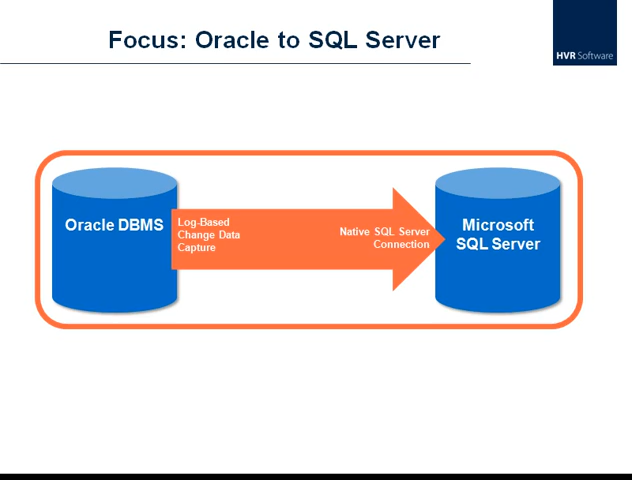 Focus: Oracle to SQL Server
HVR Software
Oracle DBMS
Log-Based
Change Data
Capture
Native SQL Server
Connection
Microsoft
SQL Server